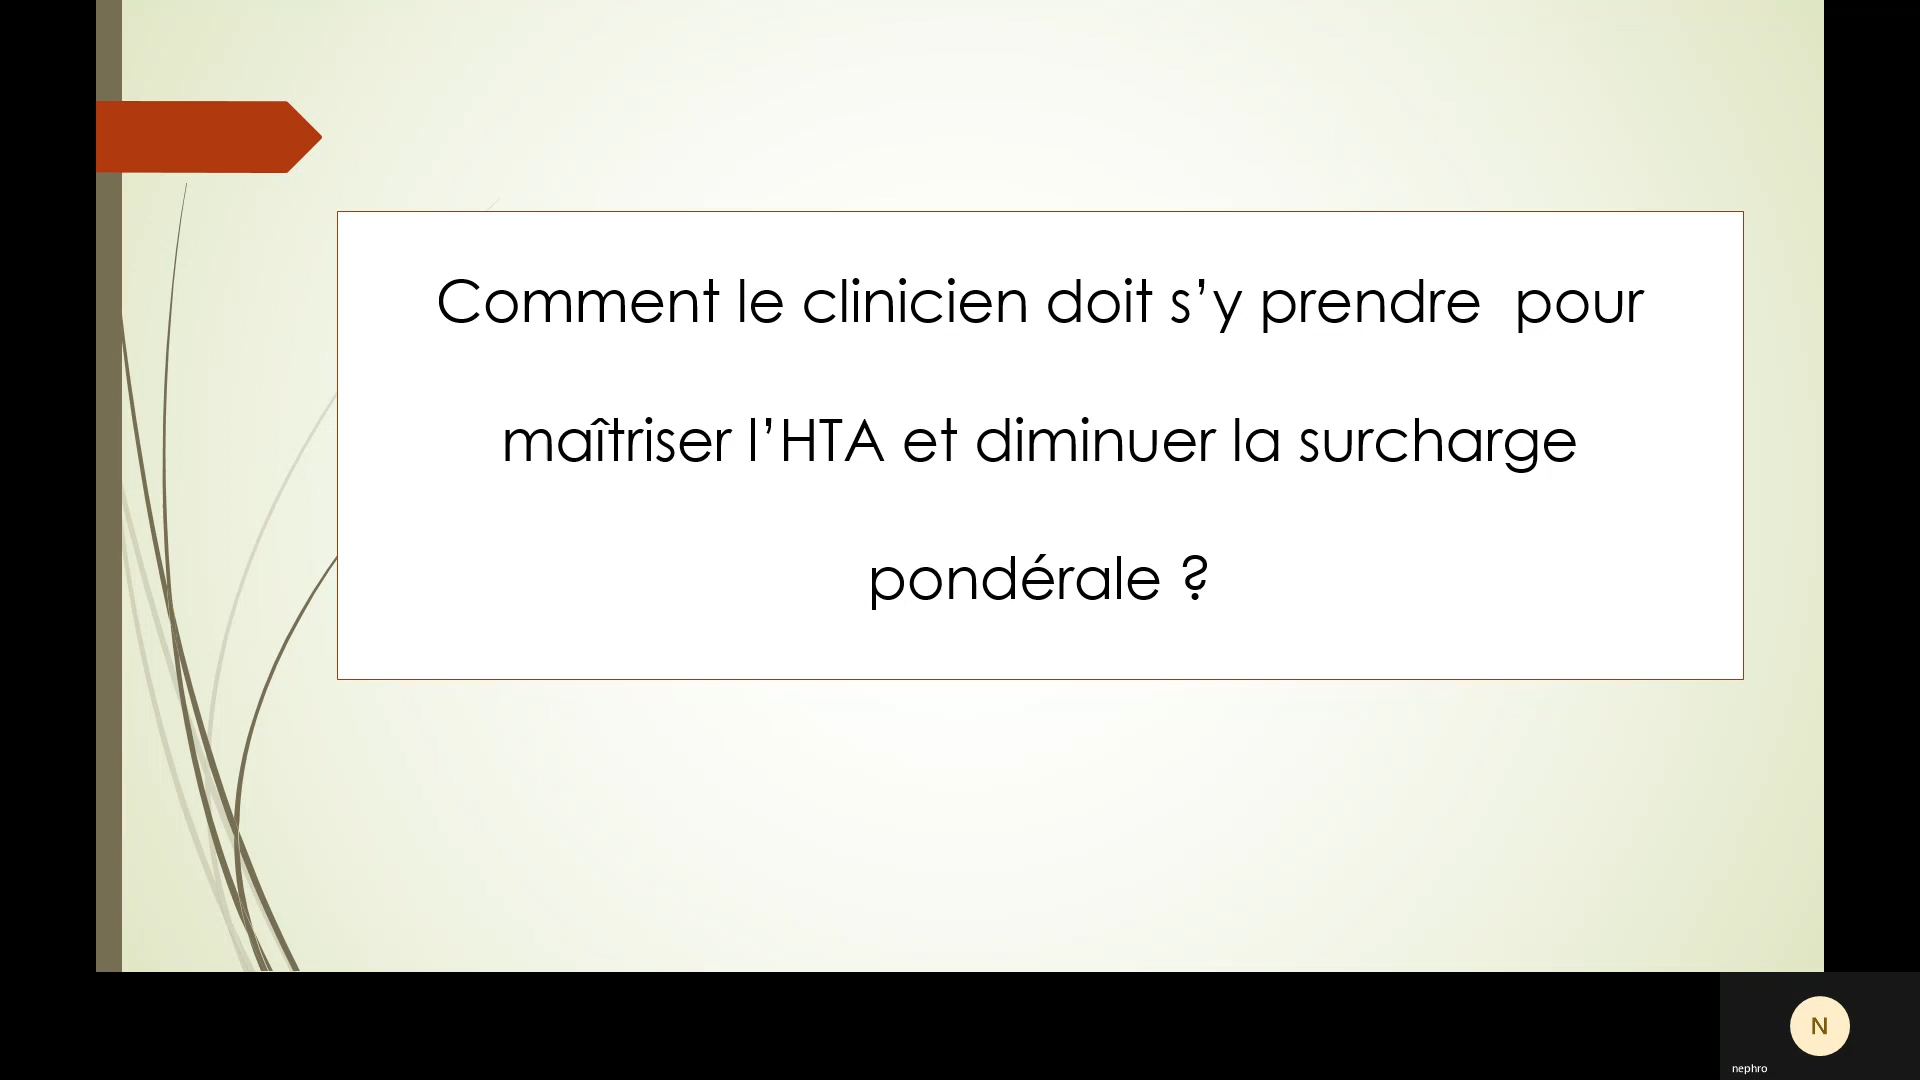 Comment le clinicien doit s’y prendre  pour
maîtriser l’HTA et diminuer la surcharge
pondérale ?
N
nephro